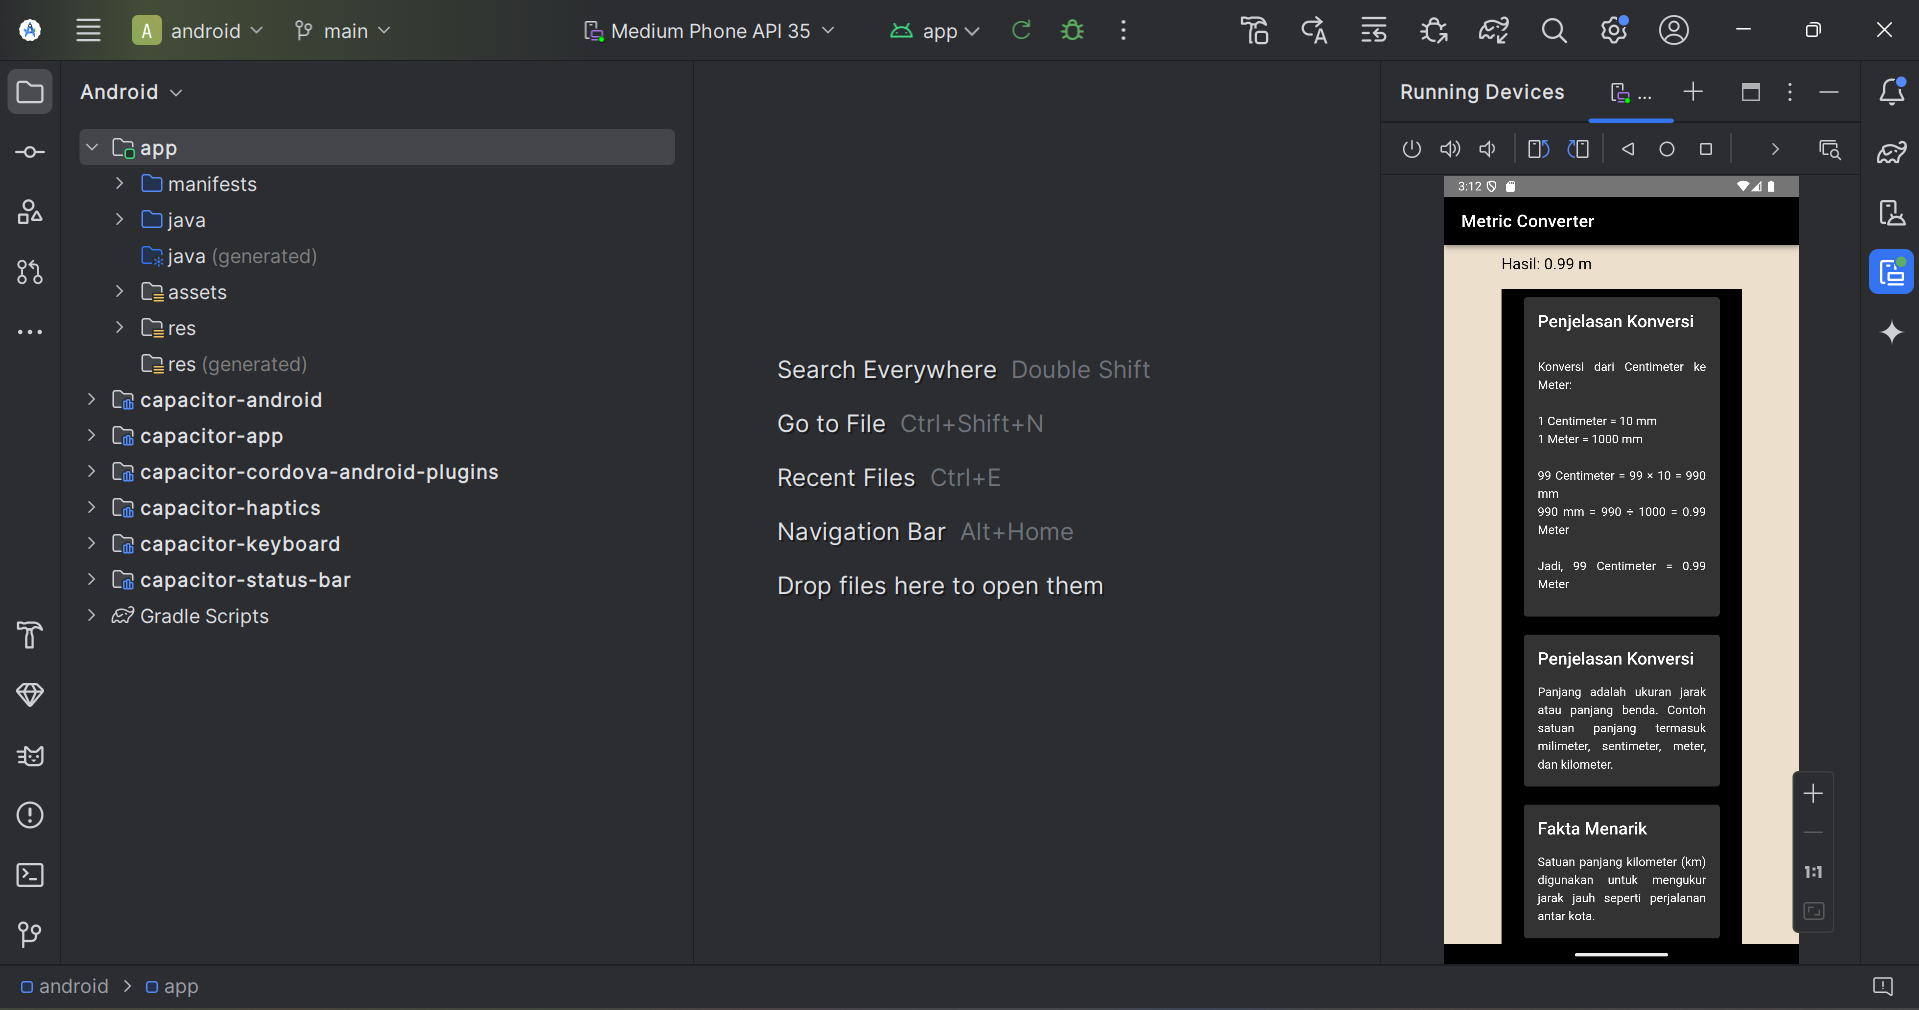 A android main Medium Phone API 35 app
Android
app
manifests
java
java (generated)
assets
res
res (generated)
capacitor-android
capacitor-app
capacitor-cordova-android-plugins
capacitor-haptics
capacitor-keyboard
capacitor-status-bar
Gradle Scripts
Search Everywhere Double Shift
Go to File Ctrl+Shift+N
Recent Files Ctrl+E
Navigation Bar Alt+Home
Drop files here to open them
Running Devices ...
3:12
Metric Converter
Hasil: 0.99 m
Penjelasan Konversi
Konversi dari Centimeter ke
Meter:
1 Centimeter = 10 mm
1 Meter = 1000 mm
99 Centimeter = 99 × 10 = 990
mm
990 mm = 990 ÷ 1000 = 0.99
Meter
Jadi, 99 Centimeter = 0.99
Meter
Penjelasan Konversi
Panjang adalah ukuran jarak
atau panjang benda. Contoh
satuan panjang termasuk
milimeter, sentimeter, meter,
dan kilometer.
Fakta Menarik
Satuan panjang kilometer (km)
digunakan untuk mengukur
jarak jauh seperti perjalanan
antar kota.
1:1
android > app